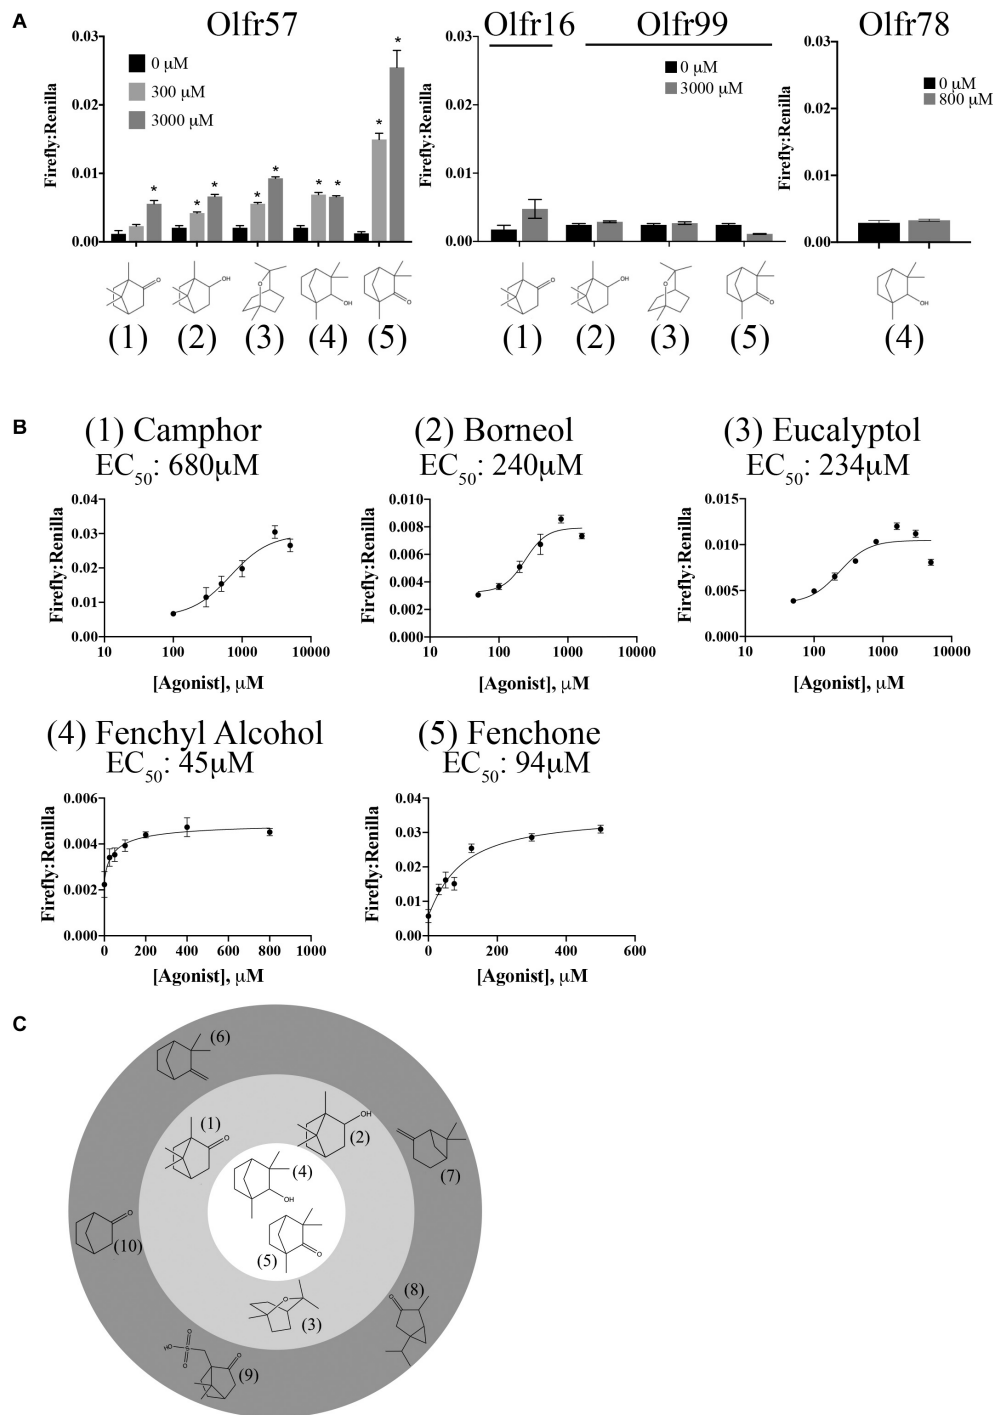 A
Olfr57
Firefly:Renilla
0.03
0.02
0.01
0.00
0 μM
300 μM
3000 μM
* * * * * * * * *
O OH O OH O
(1) (2) (3) (4) (5)
Olfr16 Olfr99
Firefly:Renilla
0.03
0.02
0.01
0.00
0 μM
3000 μM
O OH O O
(1) (2) (3) (5)
Olfr78
Firefly:Renilla
0.03
0.02
0.01
0.00
0 μM
800 μM
OH
(4)
B
(1) Camphor
EC50: 680μM
Firefly:Renilla
0.04
0.03
0.02
0.01
0.00
10 100 1000 10000
[Agonist], μM
(2) Borneol
EC50: 240μM
Firefly:Renilla
0.010
0.008
0.006
0.004
0.002
0.000
10 100 1000 10000
[Agonist], μM
(3) Eucalyptol
EC50: 234μM
Firefly:Renilla
0.015
0.010
0.005
0.000
10 100 1000 10000
[Agonist], μM
(4) Fenchyl Alcohol
EC50: 45μM
Firefly:Renilla
0.006
0.004
0.002
0.000
0 200 400 600 800 1000
[Agonist], μM
(5) Fenchone
EC50: 94μM
Firefly:Renilla
0.04
0.03
0.02
0.01
0.00
0 200 400 600
[Agonist], μM
C
(6)
(1)
O
OH
(2)
(7)
(4)
OH
O
(10)
(5)
O
O
(3)
(8)
O
HO
O
S
O
O
(9)